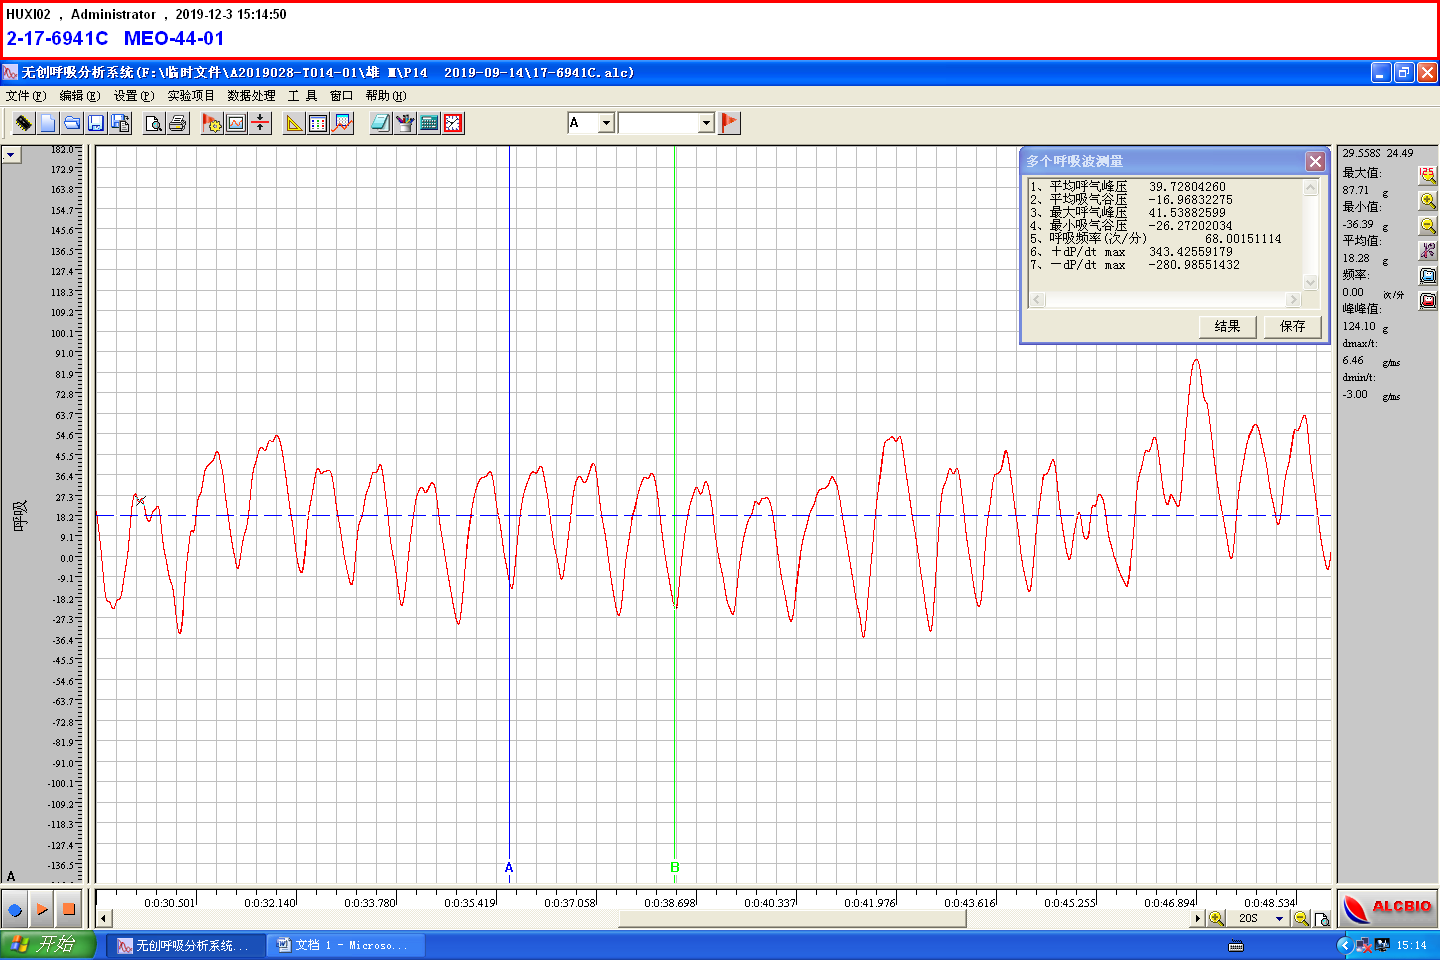 HUXI02 , Administrator , 2019-12-3 15:14:50
2-17-6941C MEO-44-01
无创呼吸分析系统(F:\临时文件\A2019028-T014-01\雄 M\P14 2019-09-14\17-6941C.alc)
文件(F) 编辑(E) 设置(P) 实验项目 数据处理 工 具 窗口 帮助(H)
A
182.0
172.9
163.8
154.7
145.6
136.5
127.4
118.3
109.2
100.1
91.0
81.9
72.8
63.7
54.6
45.5
36.4
27.3
18.2
9.1
0.0
-9.1
-18.2
-27.3
-36.4
-45.5
-54.6
-63.7
-72.8
-81.9
-91.0
-100.1
-109.2
-118.3
-127.4
-136.5
呼吸
A
A
B
多个呼吸波测量
1、平均呼气峰压 39.72804260
2、平均吸气谷压 -16.96832275
3、最大呼气峰压 41.53882599
4、最小吸气谷压 -26.27202034
5、呼吸频率(次/分) 68.00151114
6、＋dP/dt max 343.42559179
7、－dP/dt max -280.98551432
结果 保存
29.558S 24.49
最大值:
87.71 g
最小值:
-36.39 g
平均值:
18.28 g
频率:
0.00 次/分
峰峰值:
124.10 g
dmax/t:
6.46 g/ms
dmin/t:
-3.00 g/ms
125
0:0:30.501 0:0:32.140 0:0:33.780 0:0:35.419 0:0:37.058 0:0:38.698 0:0:40.337 0:0:41.976 0:0:43.616 0:0:45.255 0:0:46.894 0:0:48.534
20S
ALCBIO
开始 无创呼吸分析系统... 文档 1 - Microso... 15:14